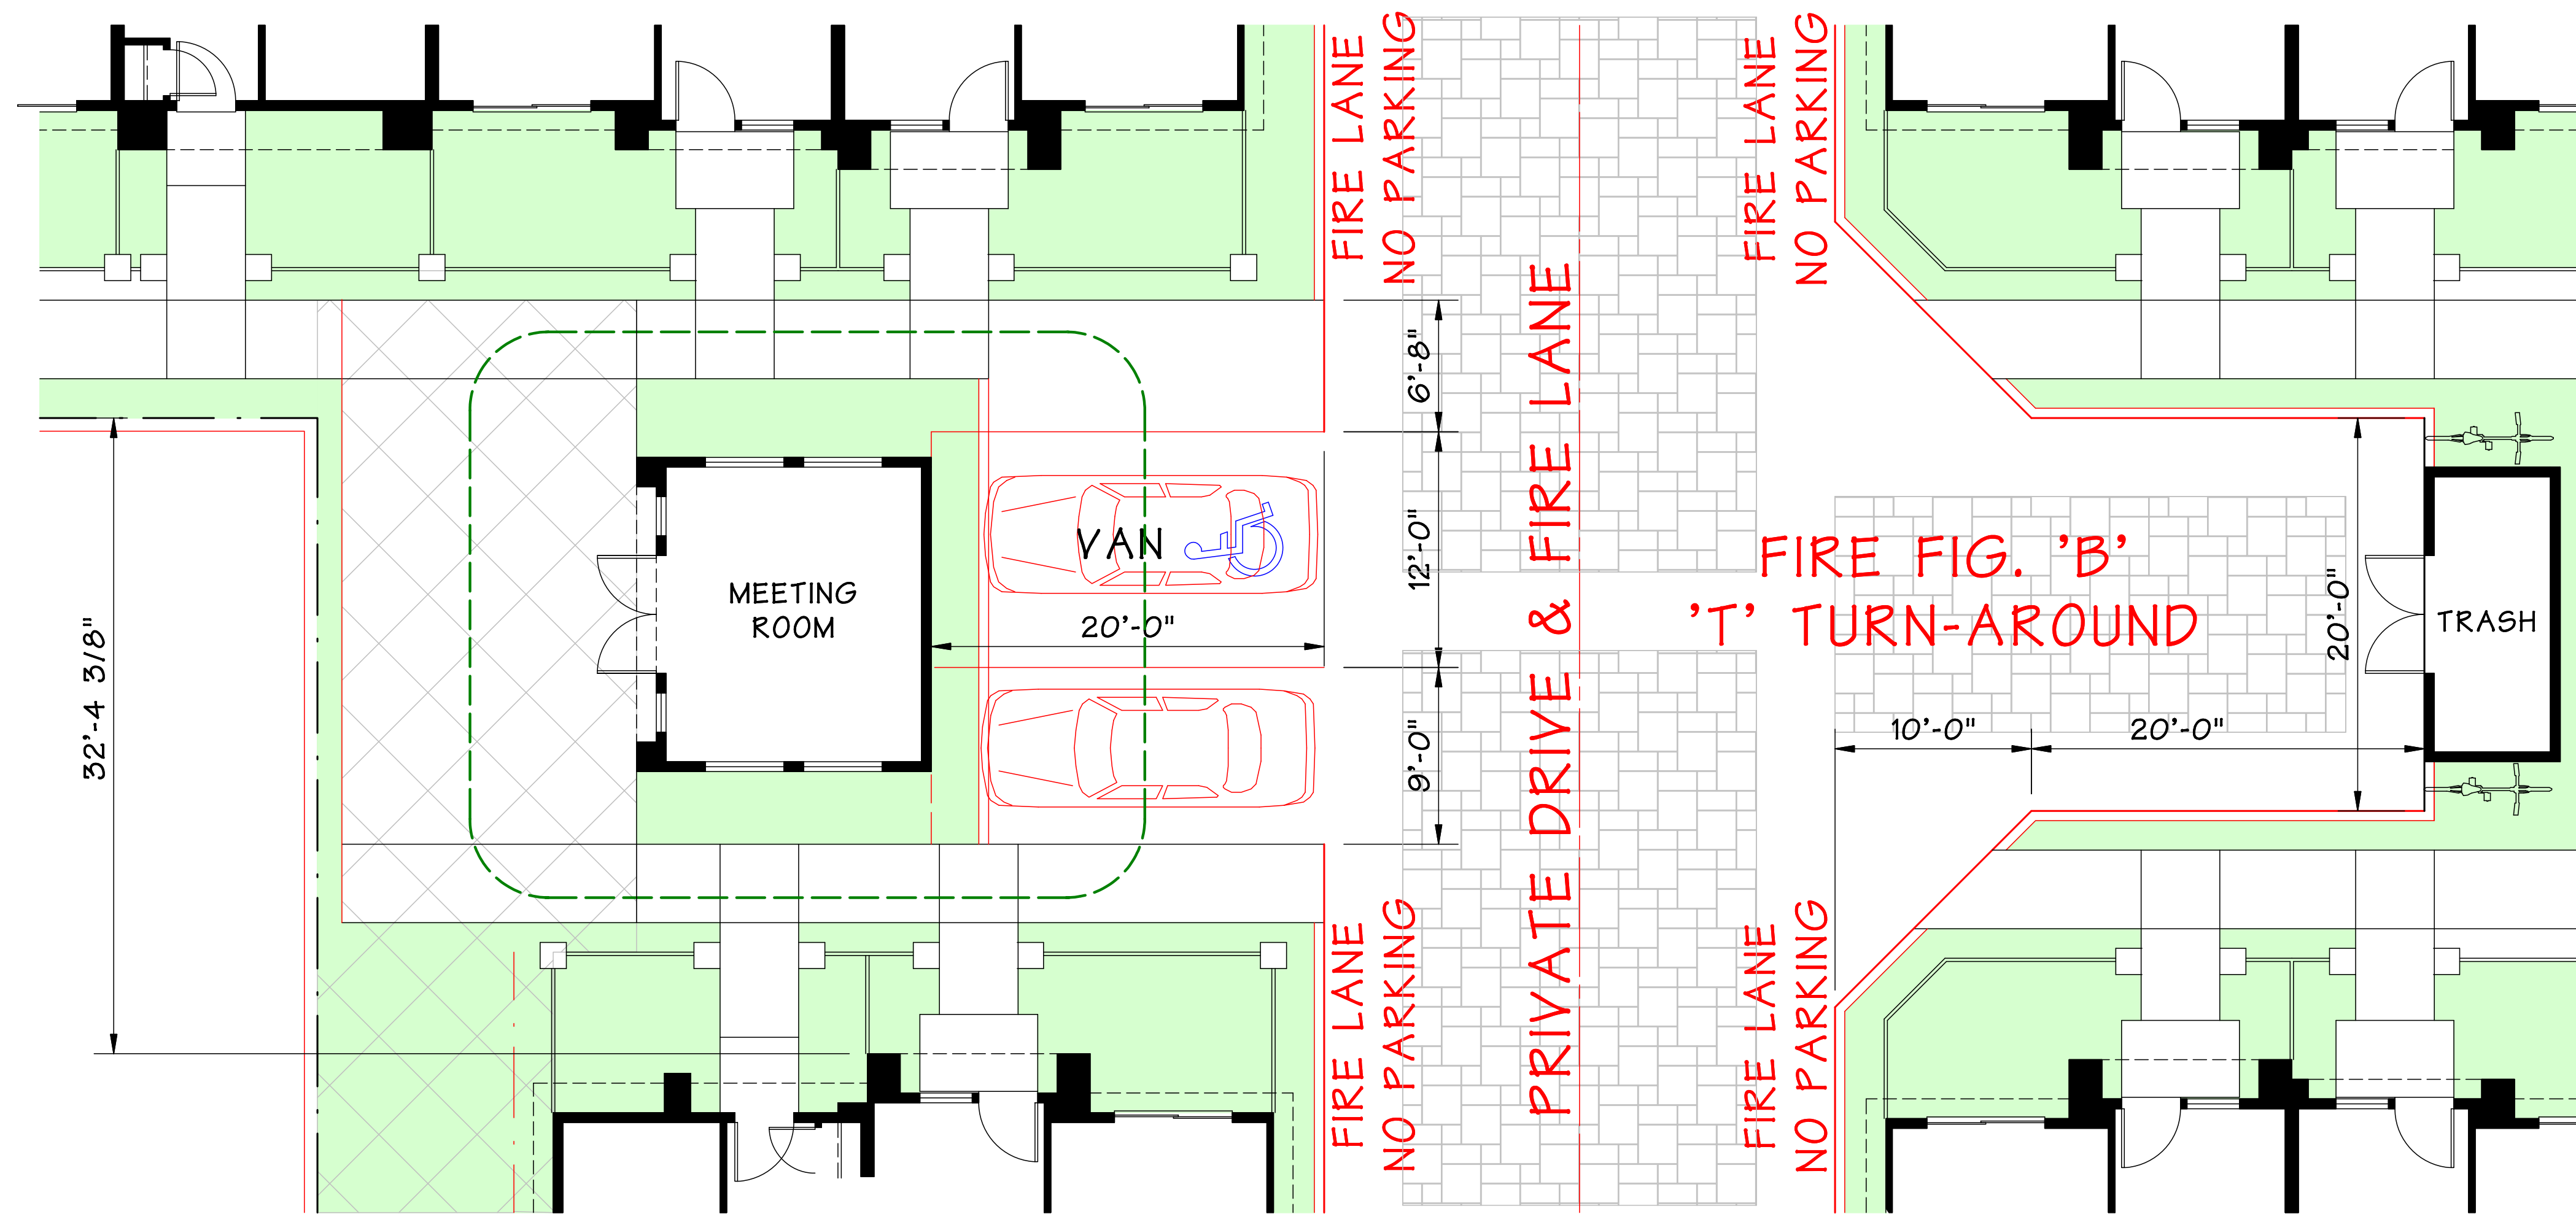 FIRE LANE
NO PARKING
FIRE LANE
NO PARKING
6'-8"
12'-0"
9'-0"
32'-4 3/8"
MEETING
ROOM
VAN
20'-0"
PRIVATE DRIVE & FIRE LANE
FIRE FIG. 'B'
'T' TURN-AROUND
10'-0"
20'-0"
20'-0"
TRASH
FIRE LANE
NO PARKING
FIRE LANE
NO PARKING